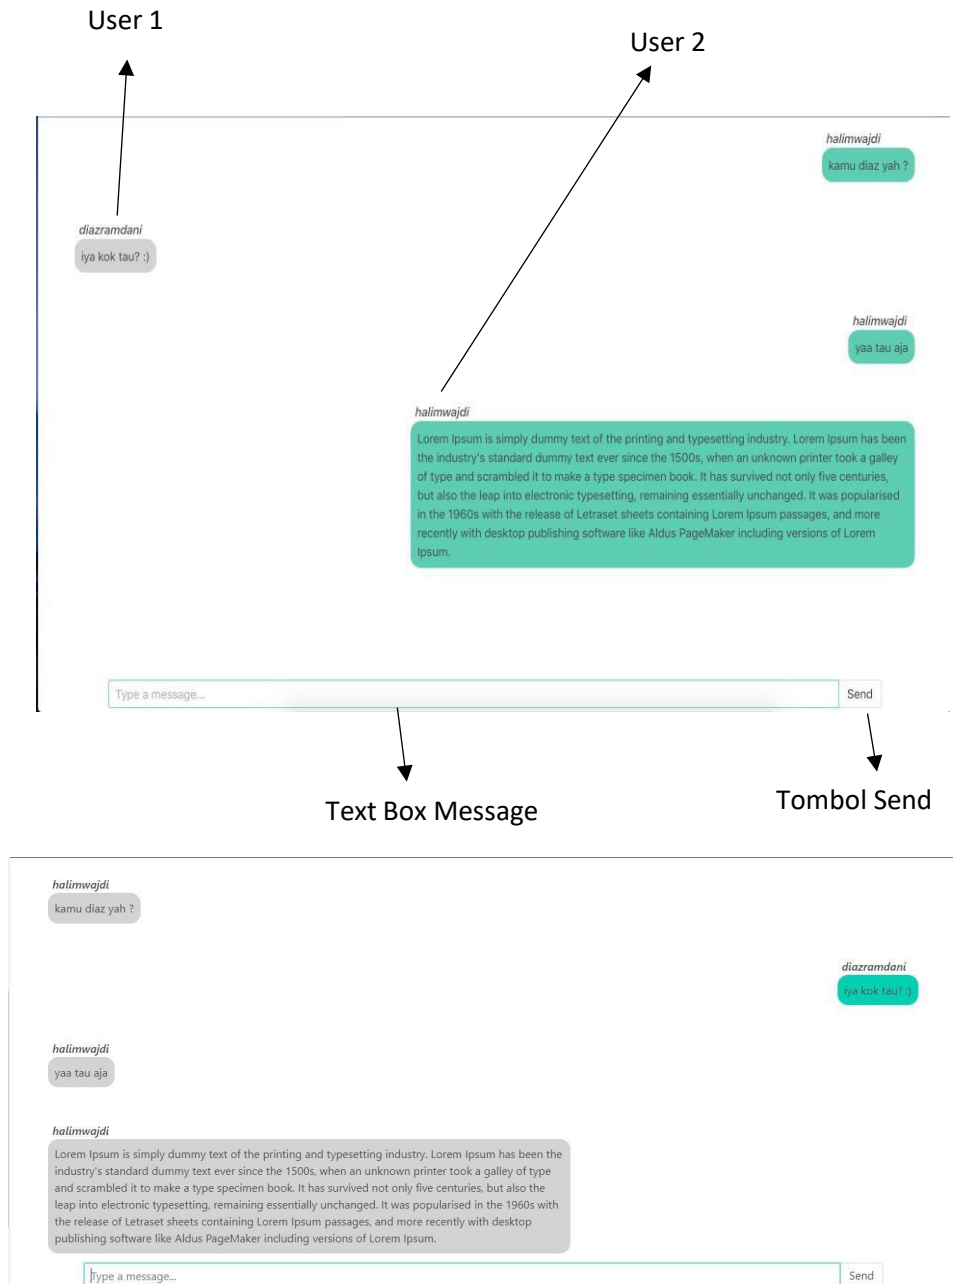 User 1
User 2
halimwajdi
kamu diaz yah ?
diazramdani
iya kok tau? :)
halimwajdi
yaa tau aja
halimwajdi
Lorem Ipsum is simply dummy text of the printing and typesetting industry. Lorem Ipsum has been
the industry's standard dummy text ever since the 1500s, when an unknown printer took a galley
of type and scrambled it to make a type specimen book. It has survived not only five centuries,
but also the leap into electronic typesetting, remaining essentially unchanged. It was popularised
in the 1960s with the release of Letraset sheets containing Lorem Ipsum passages, and more
recently with desktop publishing software like Aldus PageMaker including versions of Lorem
Ipsum.
Type a message...
Send
Text Box Message
Tombol Send
halimwajdi
kamu diaz yah ?
diazramdani
iya kok tau? :)
halimwajdi
yaa tau aja
halimwajdi
Lorem Ipsum is simply dummy text of the printing and typesetting industry. Lorem Ipsum has been the
industry's standard dummy text ever since the 1500s, when an unknown printer took a galley of type
and scrambled it to make a type specimen book. It has survived not only five centuries, but also the
leap into electronic typesetting, remaining essentially unchanged. It was popularised in the 1960s with
the release of Letraset sheets containing Lorem Ipsum passages, and more recently with desktop
publishing software like Aldus PageMaker including versions of Lorem Ipsum.
Type a message...
Send